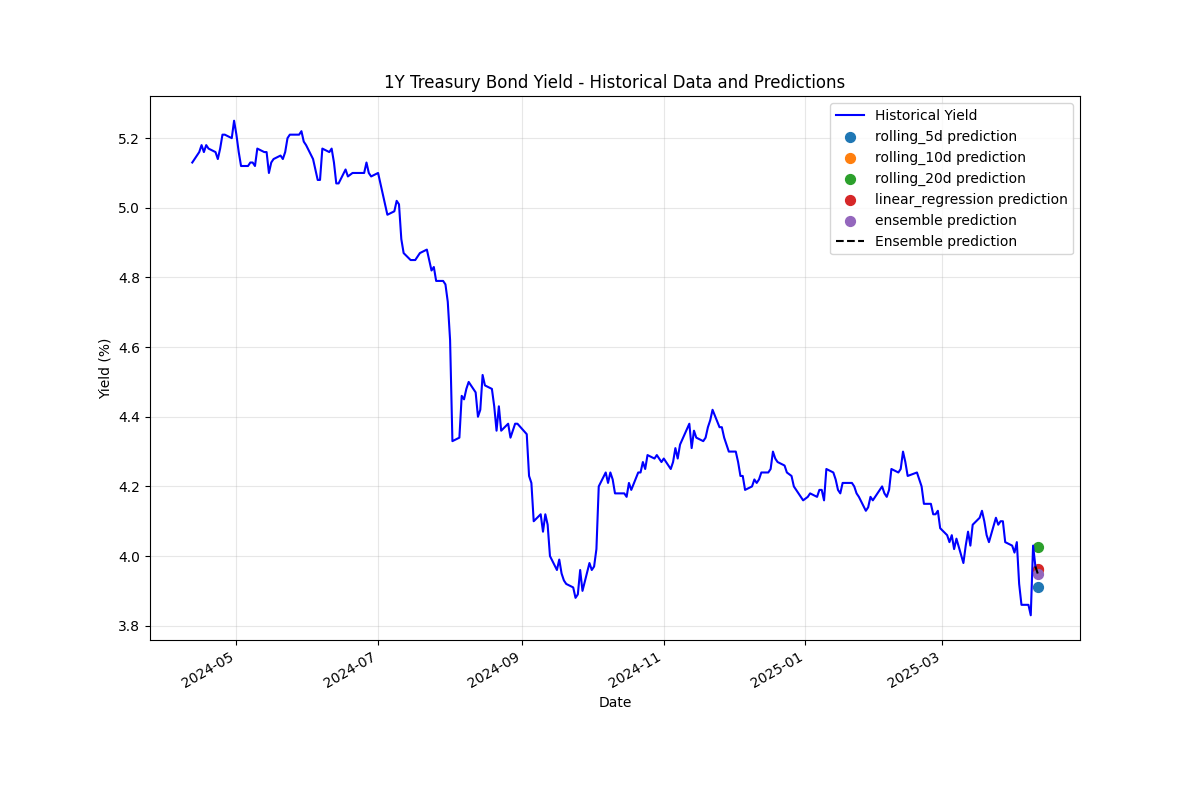 1Y Treasury Bond Yield - Historical Data and Predictions
Historical Yield
rolling_5d prediction
rolling_10d prediction
rolling_20d prediction
linear_regression prediction
ensemble prediction
Ensemble prediction
Yield (%)
5.2
5.0
4.8
4.6
4.4
4.2
4.0
3.8
2024-05
2024-07
2024-09
2024-11
2025-01
2025-03
Date